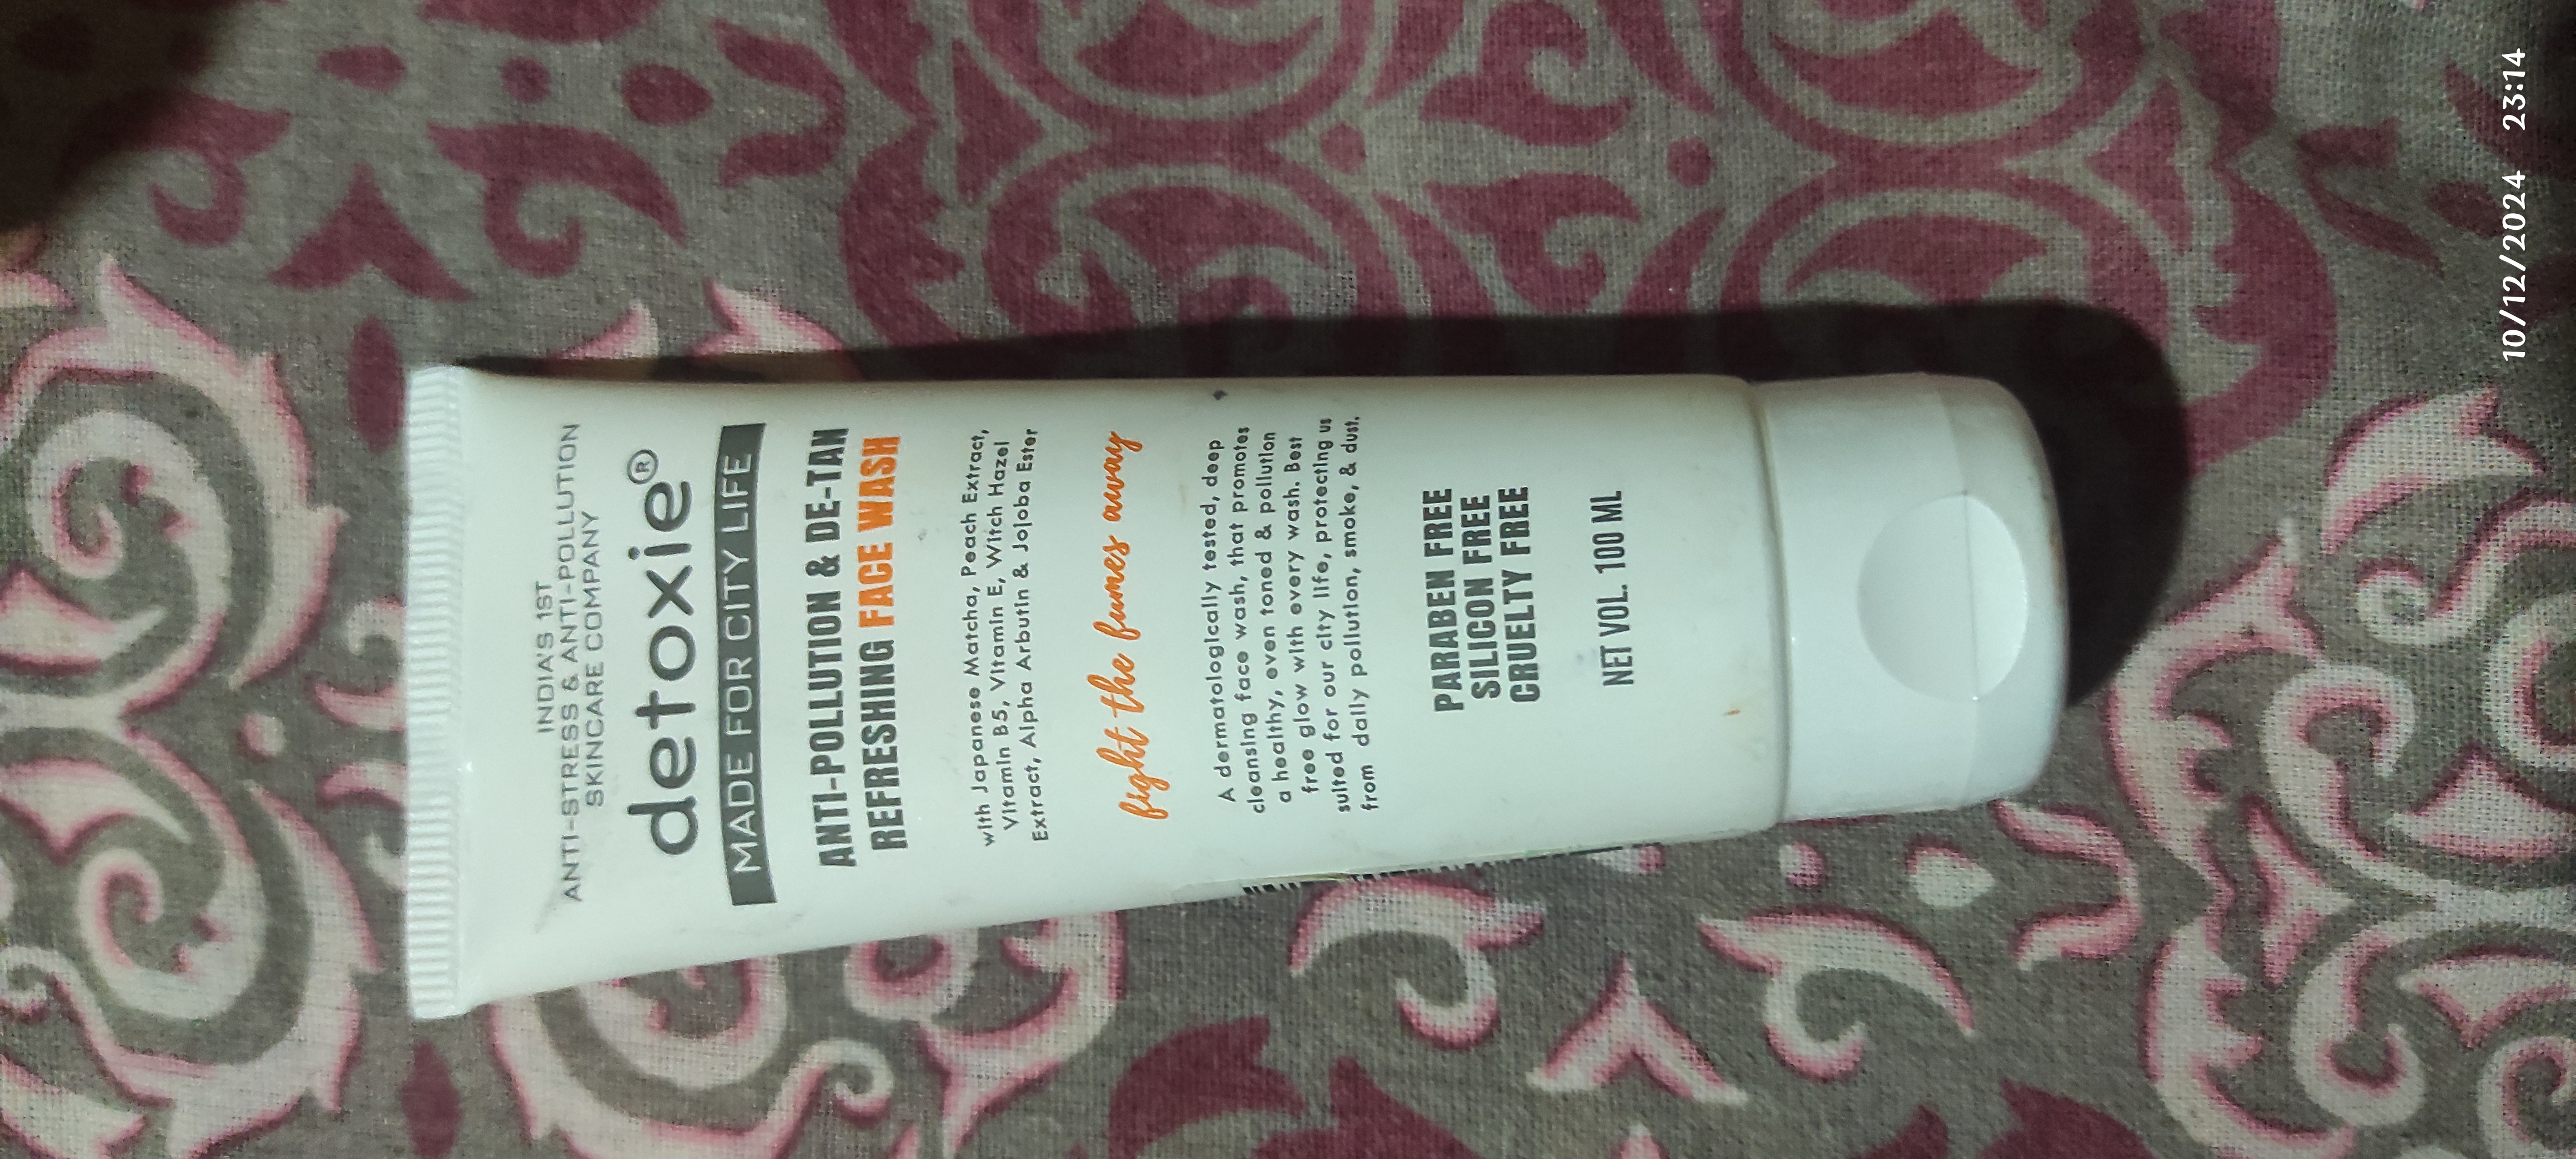 INDIA'S 1ST
ANTI-STRESS & ANTI-POLLUTION
SKINCARE COMPANY
detoxie®
MADE FOR CITY LIFE
ANTI-POLLUTION & DE-TAN
REFRESHING FACE WASH
with Japanese Matcha, Peach Extract,
Vitamin B5, Vitamin E, Witch Hazel
Extract, Alpha Arbutin & Jojoba Ester
fight the fumes away
A dermatologically tested, deep
cleansing face wash, that promotes
a healthy, even toned & pollution
free glow with every wash. Best
suited for our city life, protecting us
from daily pollution, smoke, & dust.
PARABEN FREE
SILICON FREE
CRUELTY FREE
NET VOL. 100 ML
10/12/2024 23:14